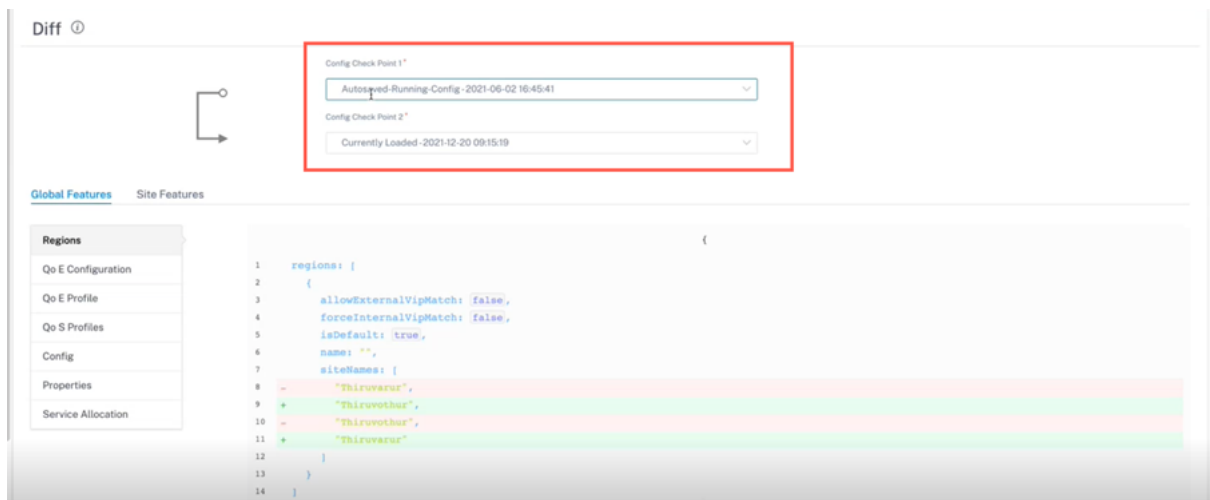 Diff
Config Check Point 1*
Autosaved-Running-Config - 2021-06-02 16:45:41
Config Check Point 2*
Currently Loaded - 2021-12-20 09:15:19
Global Features Site Features
Regions
Qo E Configuration
Qo E Profile
Qo S Profiles
Config
Properties
Service Allocation
{
1 regions: [
2 {
3 allowExternalVipMatch: false,
4 forceInternalVipMatch: false,
5 isDefault: true,
6 name: "",
7 siteNames: [
8 - "Thiruvarur",
9 + "Thiruvothur",
10 - "Thiruvothur",
11 + "Thiruvarur"
12 ]
13 }
14 ]